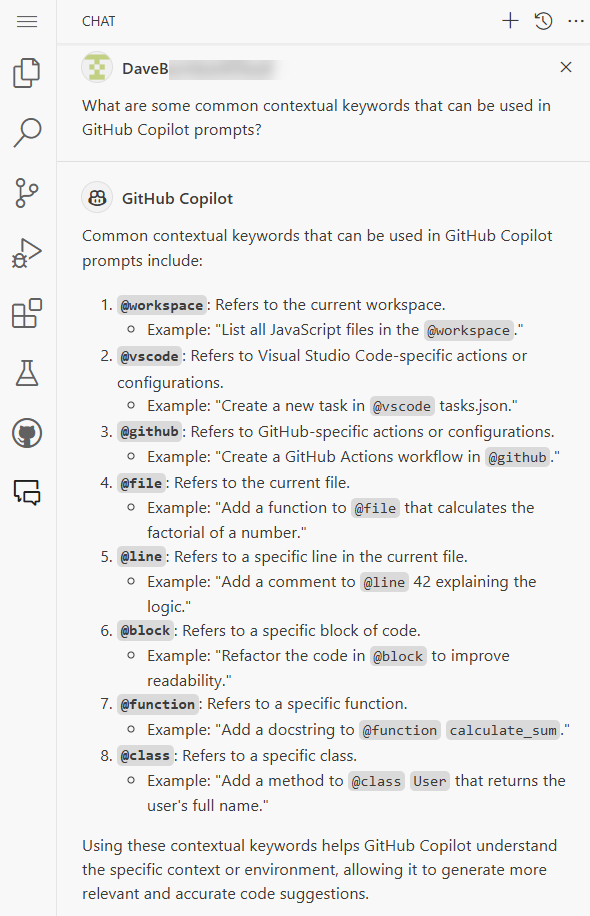 CHAT
DaveB
What are some common contextual keywords that can be used in
GitHub Copilot prompts?
GitHub Copilot
Common contextual keywords that can be used in GitHub Copilot
prompts include:
1. @workspace: Refers to the current workspace.
Example: "List all JavaScript files in the @workspace."
2. @vscode: Refers to Visual Studio Code-specific actions or
configurations.
Example: "Create a new task in @vscode tasks.json."
3. @github: Refers to GitHub-specific actions or configurations.
Example: "Create a GitHub Actions workflow in @github."
4. @file: Refers to the current file.
Example: "Add a function to @file that calculates the
factorial of a number."
5. @line: Refers to a specific line in the current file.
Example: "Add a comment to @line 42 explaining the
logic."
6. @block: Refers to a specific block of code.
Example: "Refactor the code in @block to improve
readability."
7. @function: Refers to a specific function.
Example: "Add a docstring to @function calculate_sum."
8. @class: Refers to a specific class.
Example: "Add a method to @class User that returns the
user's full name."
Using these contextual keywords helps GitHub Copilot understand
the specific context or environment, allowing it to generate more
relevant and accurate code suggestions.